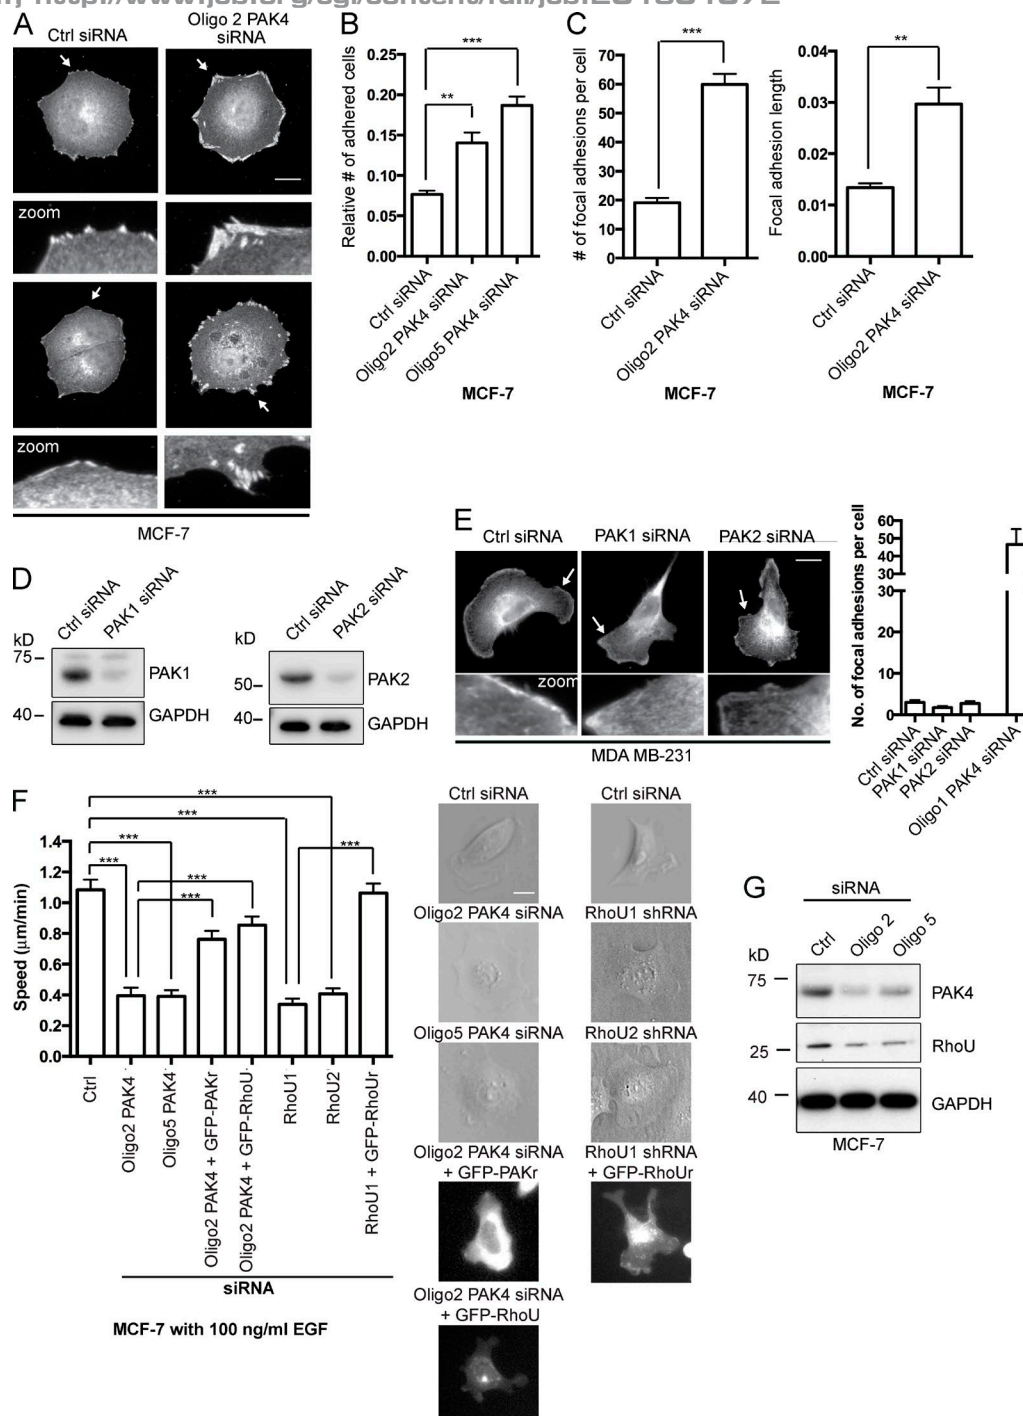 A
Ctrl siRNA
Oligo 2 PAK4
siRNA
zoom
zoom
MCF-7
B
Relative # of adhered cells
0.25
0.20
0.15
0.10
0.05
0.00
***
**
Ctrl siRNA
Oligo2 PAK4 siRNA
Oligo5 PAK4 siRNA
MCF-7
C
# of focal adhesions per cell
70
60
50
40
30
20
10
0
***
Ctrl siRNA
Oligo2 PAK4 siRNA
MCF-7
Focal adhesion length
0.04
0.03
0.02
0.01
0.00
**
Ctrl siRNA
Oligo2 PAK4 siRNA
MCF-7
D
Ctrl siRNA
PAK1 siRNA
kD
75
40
PAK1
GAPDH
Ctrl siRNA
PAK2 siRNA
kD
50
40
PAK2
GAPDH
E
Ctrl siRNA
PAK1 siRNA
PAK2 siRNA
zoom
MDA MB-231
No. of focal adhesions per cell
60
50
40
30
30
20
10
0
Ctrl siRNA
PAK1 siRNA
PAK2 siRNA
Oligo1 PAK4 siRNA
F
Speed (µm/min)
1.4
1.2
1.0
0.8
0.6
0.4
0.2
0.0
***
***
***
***
***
***
***
Ctrl
Oligo2 PAK4
Oligo5 PAK4
Oligo2 PAK4 + GFP-PAKr
Oligo2 PAK4 + GFP-RhoU
RhoU1
RhoU2
RhoU1 + GFP-RhoUr
siRNA
MCF-7 with 100 ng/ml EGF
Ctrl siRNA
Oligo2 PAK4 siRNA
Oligo5 PAK4 siRNA
Oligo2 PAK4 siRNA
+ GFP-PAKr
Oligo2 PAK4 siRNA
+ GFP-RhoU
Ctrl siRNA
RhoU1 shRNA
RhoU2 shRNA
RhoU1 shRNA
+ GFP-RhoUr
G
siRNA
Ctrl
Oligo 2
Oligo 5
kD
75
25
40
PAK4
RhoU
GAPDH
MCF-7